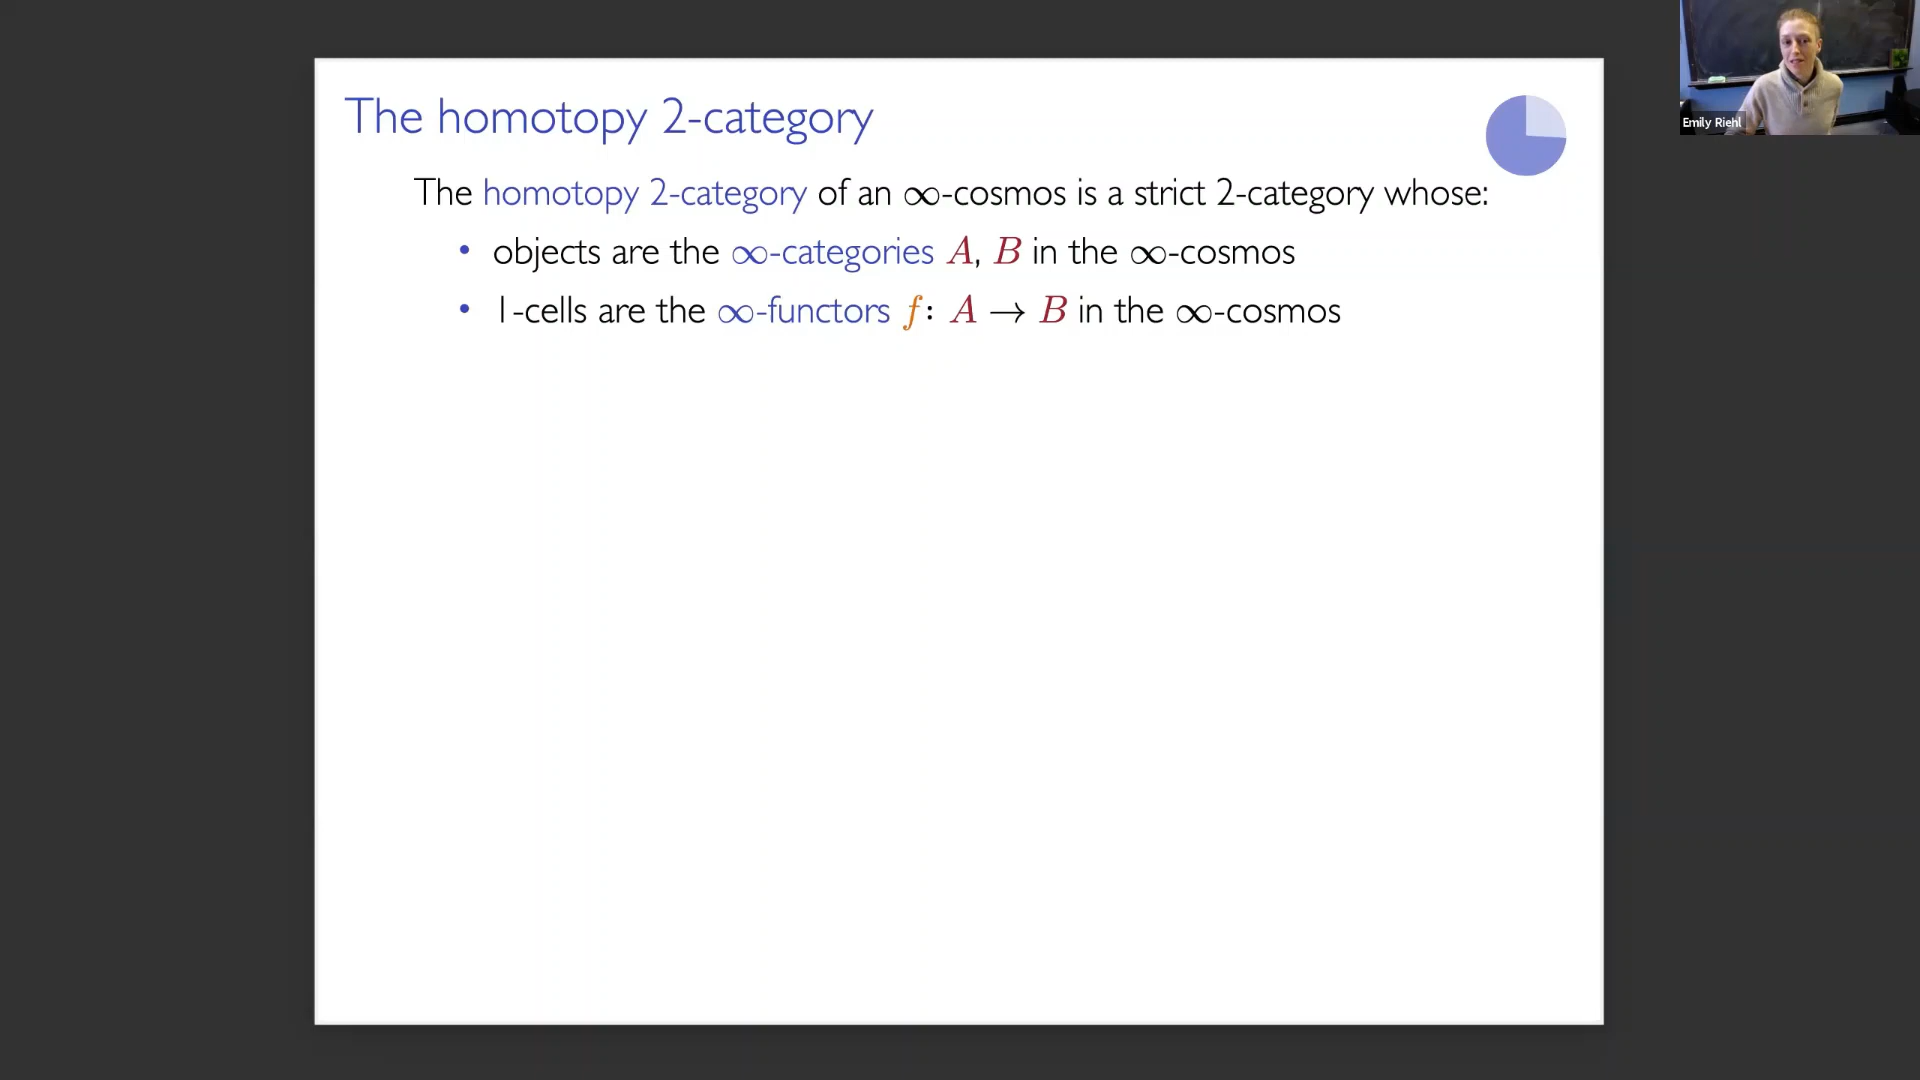 The homotopy 2-category
The homotopy 2-category of an ∞-cosmos is a strict 2-category whose:
• objects are the ∞-categories A, B in the ∞-cosmos
• 1-cells are the ∞-functors f: A → B in the ∞-cosmos
Emily Riehl